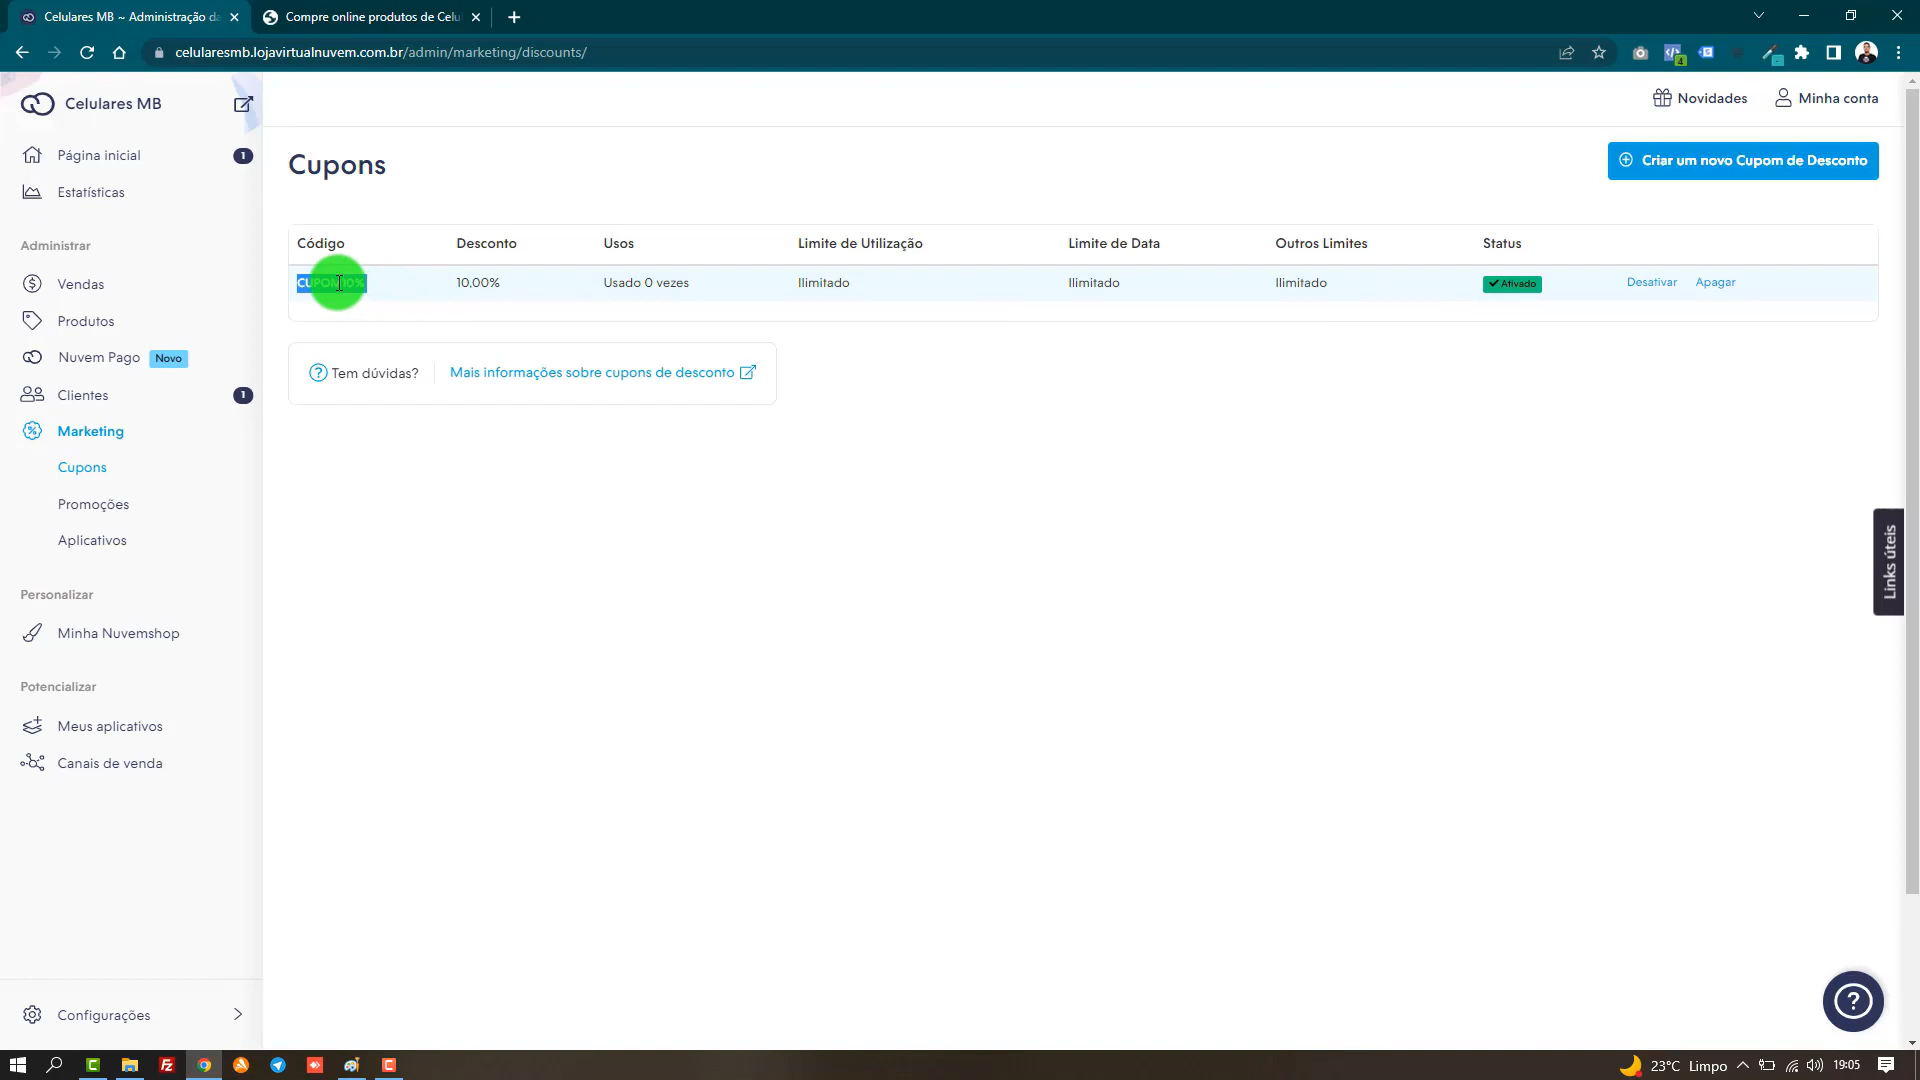 Celulares MB ~ Administração da
Compre online produtos de Celul
celularesmb.lojavirtualnuvem.com.br/admin/marketing/discounts/
4
Celulares MB
Novidades
Minha conta
Página inicial
1
Estatísticas
Cupons
Criar um novo Cupom de Desconto
Administrar
Código
Desconto
Usos
Limite de Utilização
Limite de Data
Outros Limites
Status
Vendas
CUPOM10%
10,00%
Usado 0 vezes
Ilimitado
Ilimitado
Ilimitado
Ativado
Desativar
Apagar
Produtos
Nuvem Pago
Novo
Tem dúvidas?
Mais informações sobre cupons de desconto
Clientes
1
Marketing
Cupons
Promoções
Aplicativos
Links úteis
Personalizar
Minha Nuvemshop
Potencializar
Meus aplicativos
Canais de venda
Configurações
23°C
Limpo
19:05